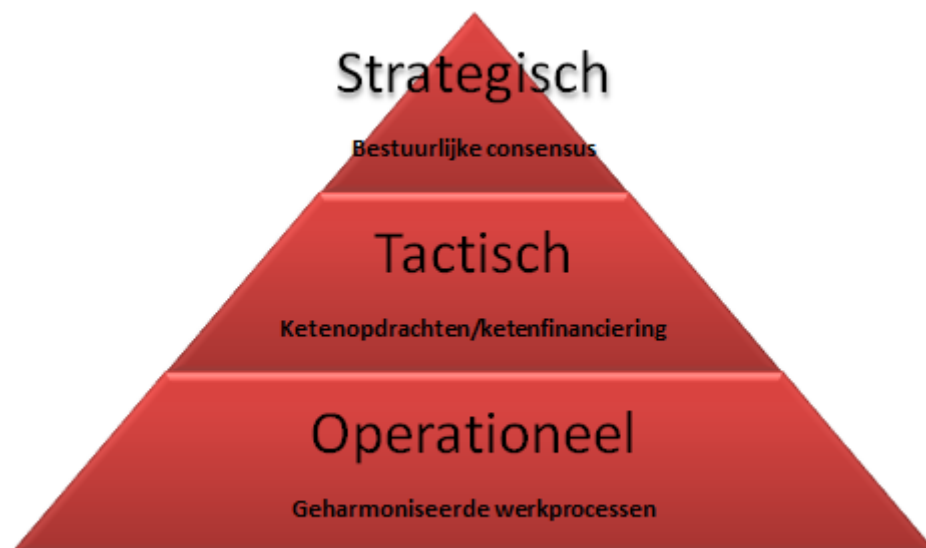 Strategisch
Bestuurlijke consensus
Tactisch
Ketenopdrachten/ketenfinanciering
Operationeel
Geharmoniseerde werkprocessen